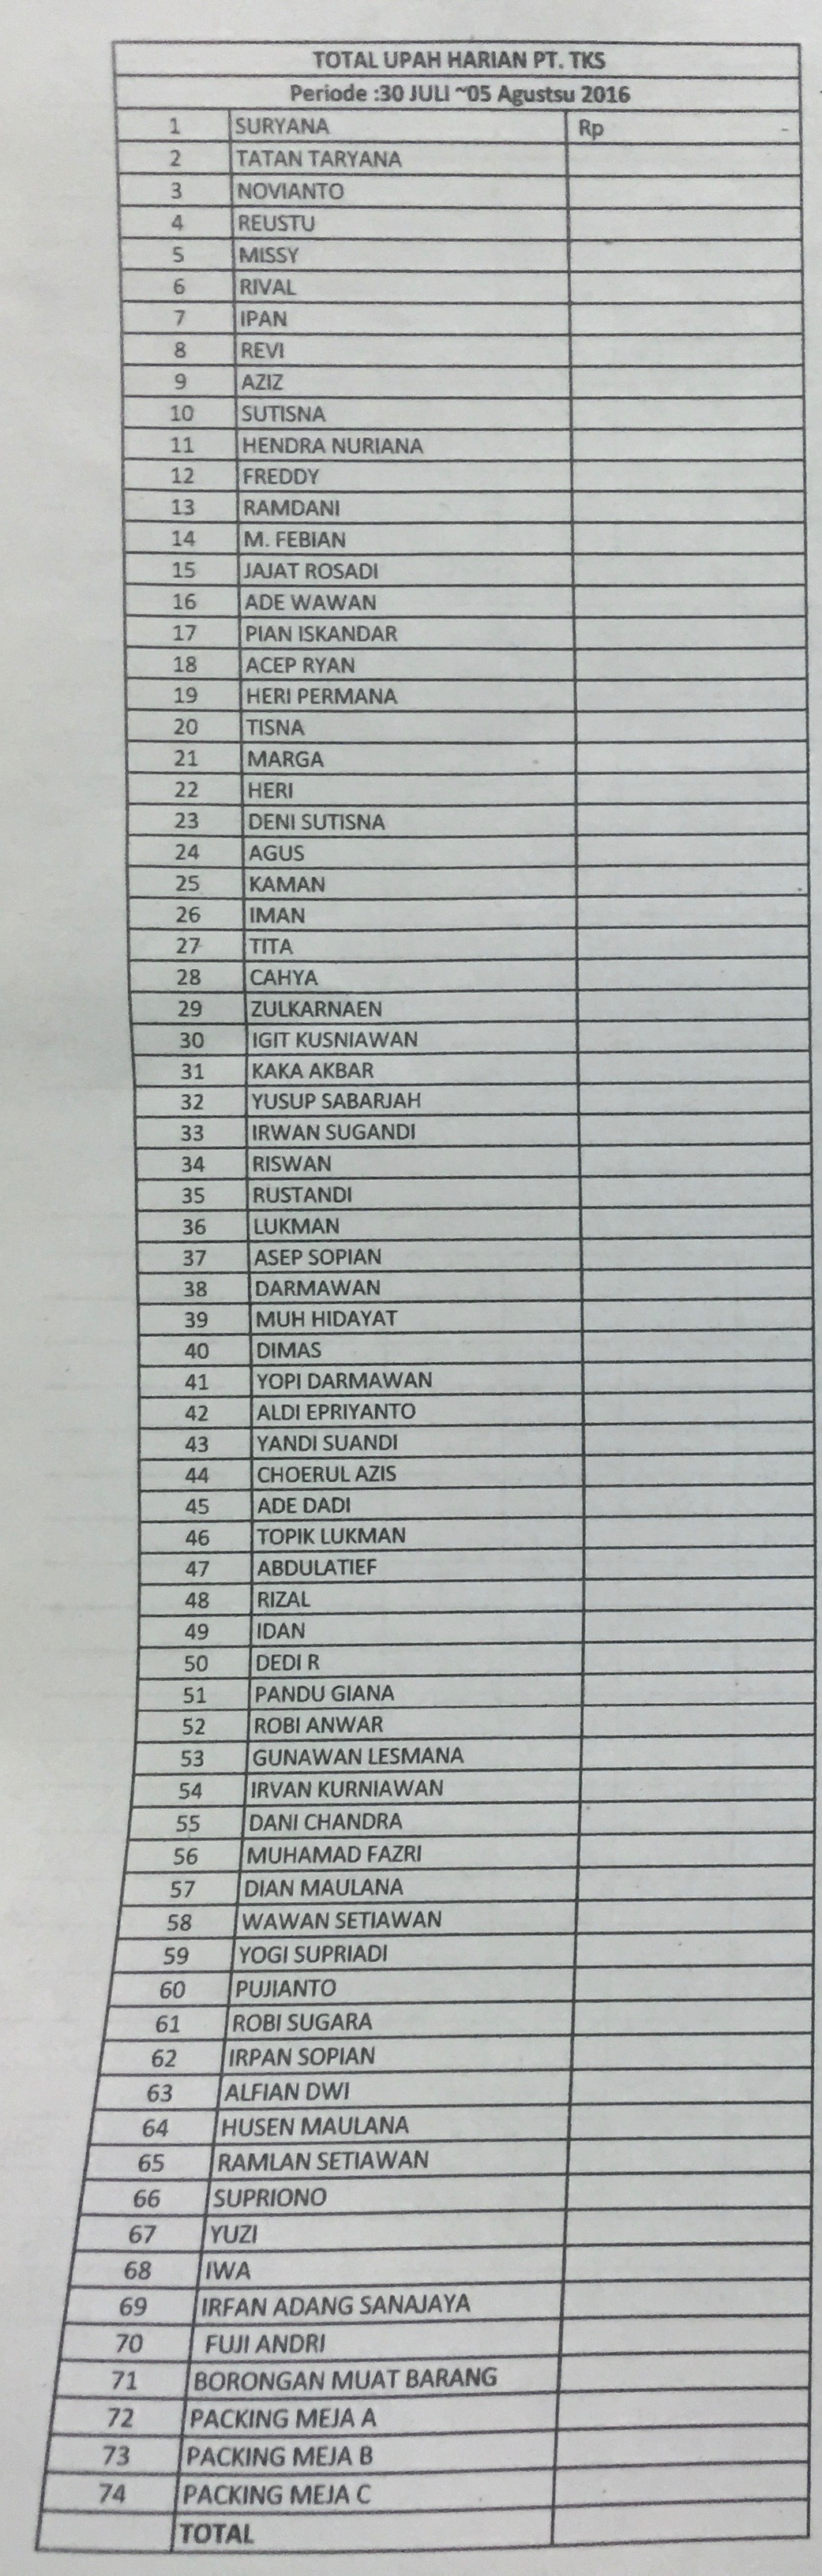 TOTAL UPAH HARIAN PT. TKS
Periode :30 JULI ~05 Agustsu 2016
1 SURYANA Rp -
2 TATAN TARYANA
3 NOVIANTO
4 REUSTU
5 MISSY
6 RIVAL
7 IPAN
8 REVI
9 AZIZ
10 SUTISNA
11 HENDRA NURIANA
12 FREDDY
13 RAMDANI
14 M. FEBIAN
15 JAJAT ROSADI
16 ADE WAWAN
17 PIAN ISKANDAR
18 ACEP RYAN
19 HERI PERMANA
20 TISNA
21 MARGA
22 HERI
23 DENI SUTISNA
24 AGUS
25 KAMAN
26 IMAN
27 TITA
28 CAHYA
29 ZULKARNAEN
30 IGIT KUSNIAWAN
31 KAKA AKBAR
32 YUSUP SABARJAH
33 IRWAN SUGANDI
34 RISWAN
35 RUSTANDI
36 LUKMAN
37 ASEP SOPIAN
38 DARMAWAN
39 MUH HIDAYAT
40 DIMAS
41 YOPI DARMAWAN
42 ALDI EPRIYANTO
43 YANDI SUANDI
44 CHOERUL AZIS
45 ADE DADI
46 TOPIK LUKMAN
47 ABDULATIEF
48 RIZAL
49 IDAN
50 DEDI R
51 PANDU GIANA
52 ROBI ANWAR
53 GUNAWAN LESMANA
54 IRVAN KURNIAWAN
55 DANI CHANDRA
56 MUHAMAD FAZRI
57 DIAN MAULANA
58 WAWAN SETIAWAN
59 YOGI SUPRIADI
60 PUJIANTO
61 ROBI SUGARA
62 IRPAN SOPIAN
63 ALFIAN DWI
64 HUSEN MAULANA
65 RAMLAN SETIAWAN
66 SUPRIONO
67 YUZI
68 IWA
69 IRFAN ADANG SANAJAYA
70 FUJI ANDRI
71 BORONGAN MUAT BARANG
72 PACKING MEJA A
73 PACKING MEJA B
74 PACKING MEJA C
TOTAL